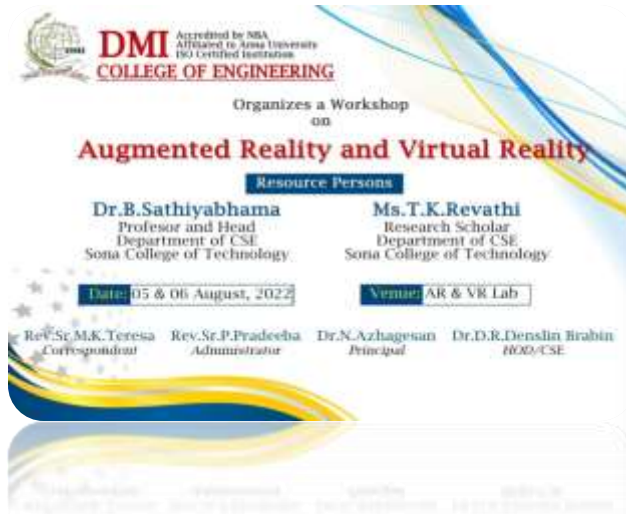 DMI
Accredited by NBA
Affiliated to Anna University
ISO Certified Institution
COLLEGE OF ENGINEERING
Organizes a Workshop
on
Augmented Reality and Virtual Reality
Resource Persons
Dr.B.Sathiyabhama
Profesor and Head
Department of CSE
Sona College of Technology
Ms.T.K.Revathi
Research Scholar
Department of CSE
Sona College of Technology
Date: 05 & 06 August, 2022
Venue: AR & VR Lab
Rev.Sr.M.K.Teresa
Correspondent
Rev.Sr.P.Pradeeba
Administrator
Dr.N.Azhagesan
Principal
Dr.D.R.Denslin Brabin
HOD/CSE